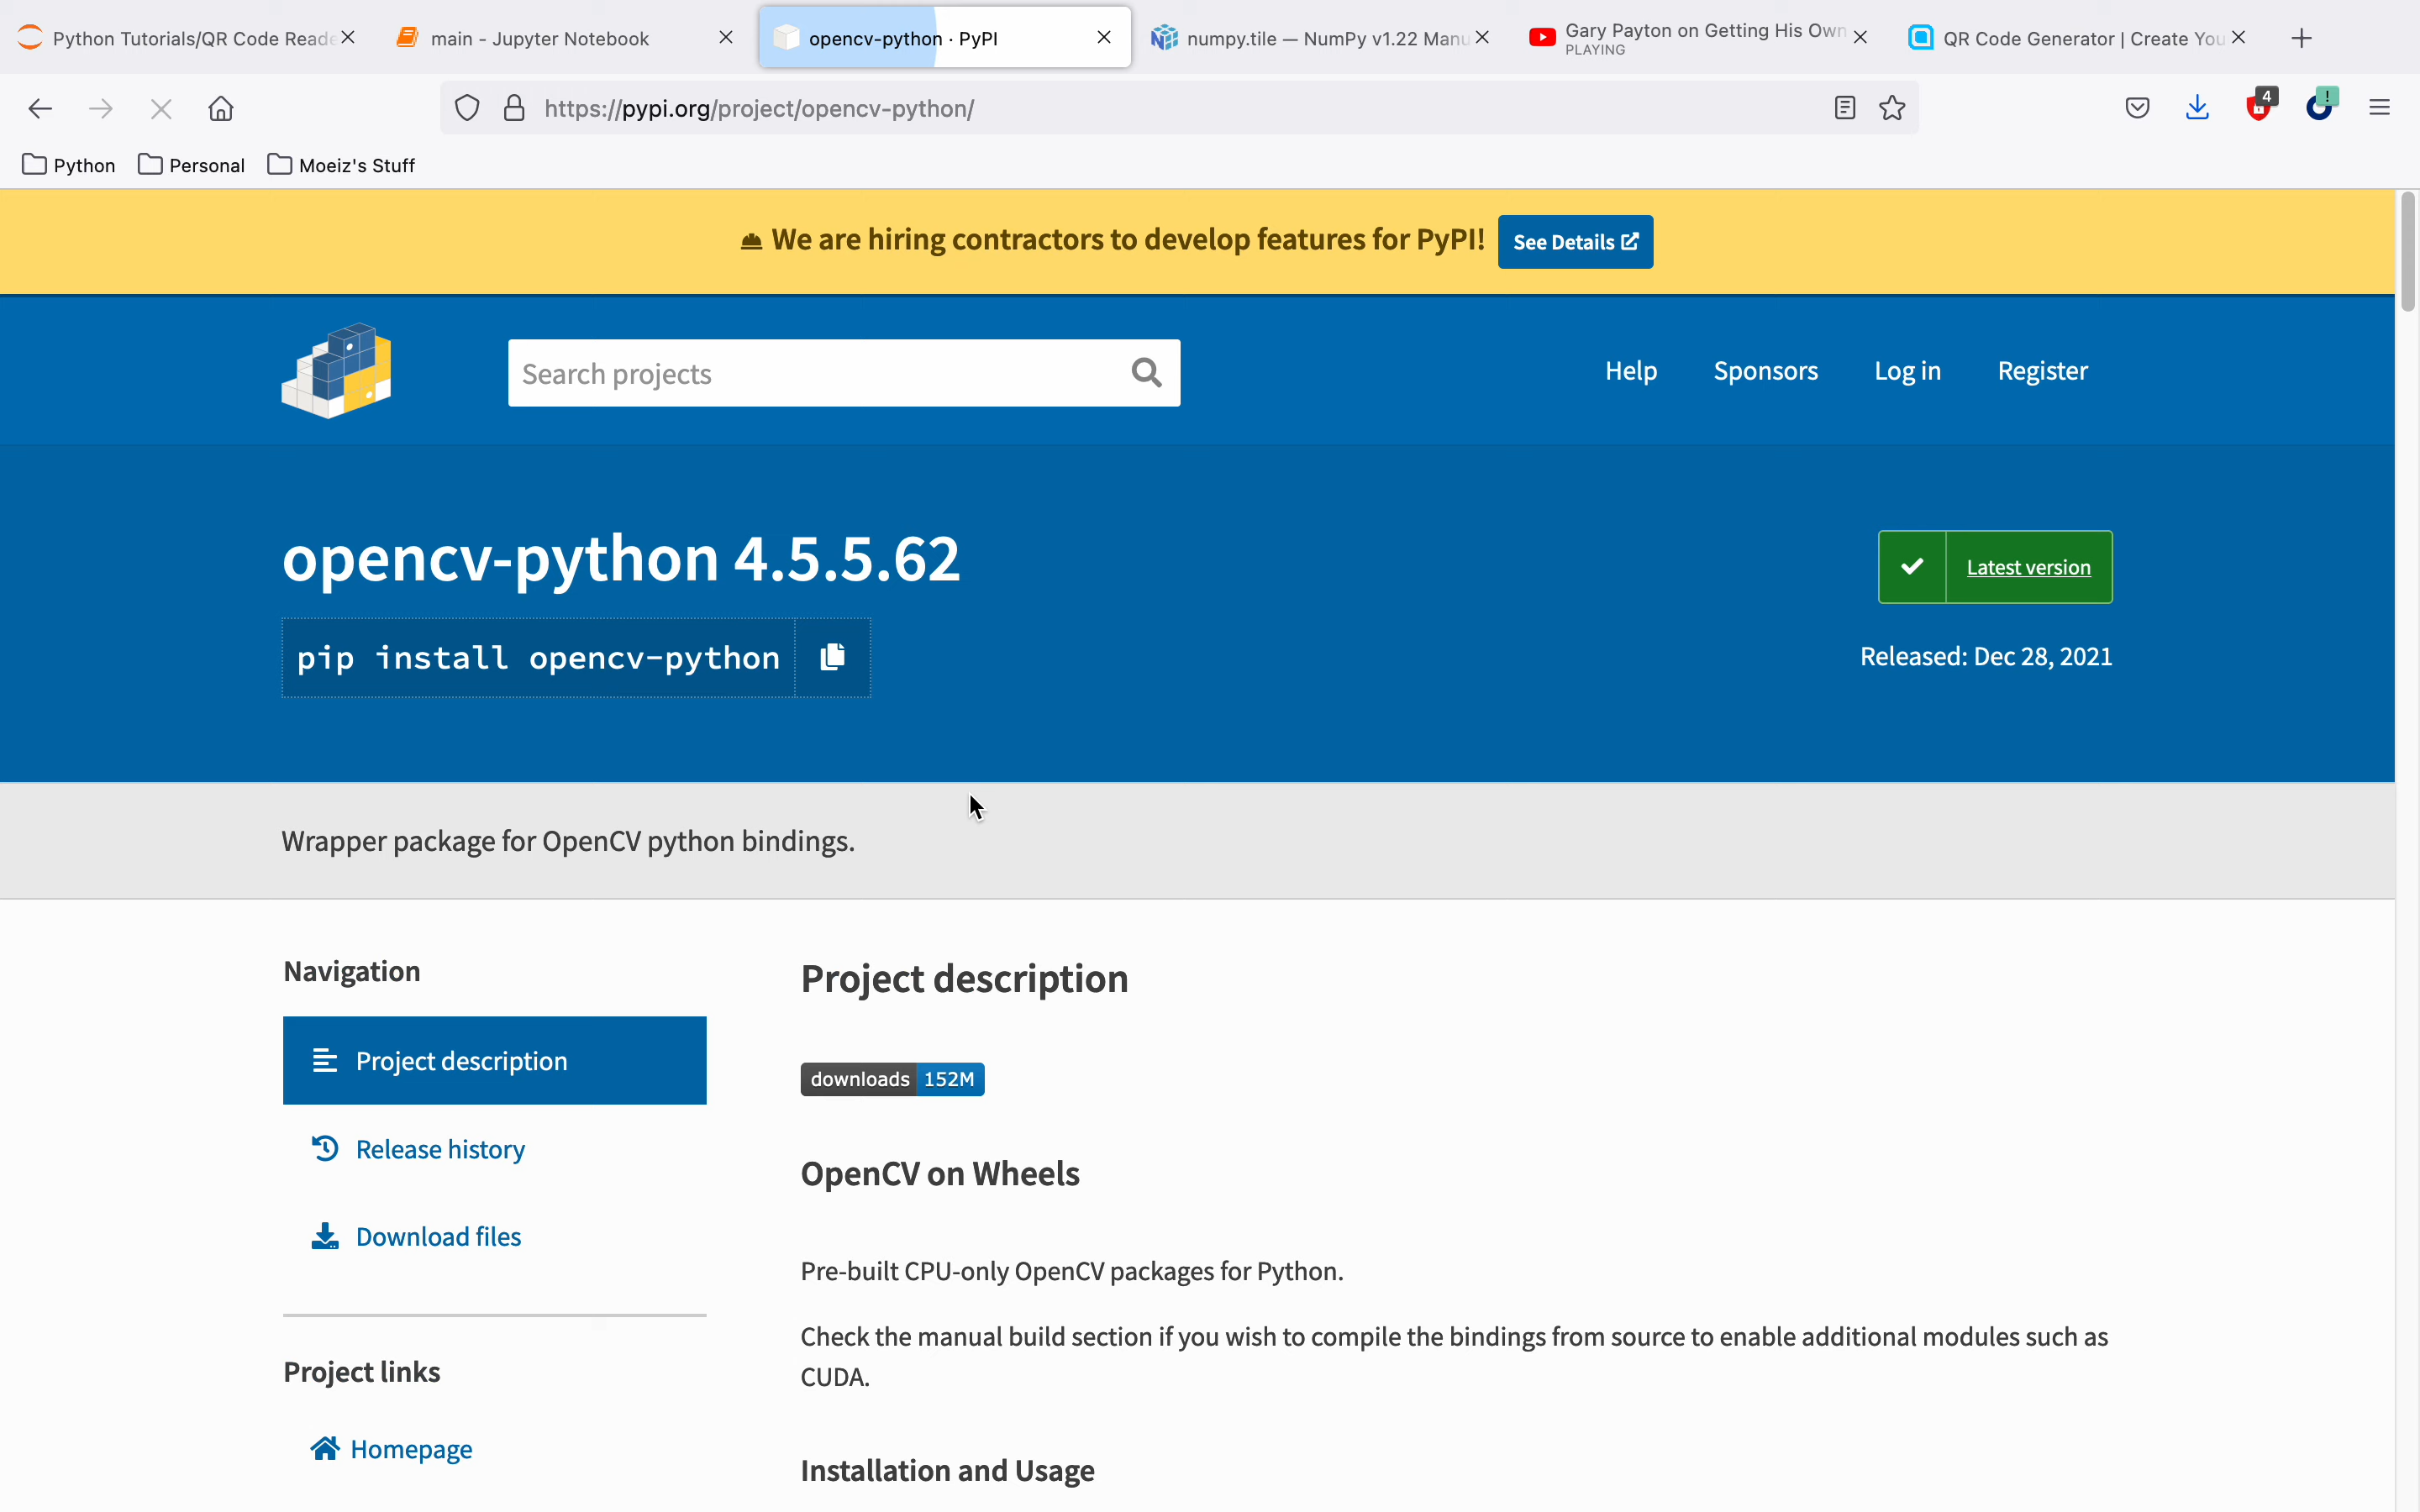 Python Tutorials/QR Code Reade
main - Jupyter Notebook
opencv-python · PyPI
numpy.tile — NumPy v1.22 Manu
Gary Payton on Getting His Own
PLAYING
QR Code Generator | Create You
https://pypi.org/project/opencv-python/
4
!
Python
Personal
Moeiz's Stuff
We are hiring contractors to develop features for PyPI!
See Details
Search projects
Help
Sponsors
Log in
Register
opencv-python 4.5.5.62
Latest version
pip install opencv-python
Released: Dec 28, 2021
Wrapper package for OpenCV python bindings.
Navigation
Project description
Release history
Download files
Project links
Homepage
Project description
downloads 152M
OpenCV on Wheels
Pre-built CPU-only OpenCV packages for Python.
Check the manual build section if you wish to compile the bindings from source to enable additional modules such as
CUDA.
Installation and Usage